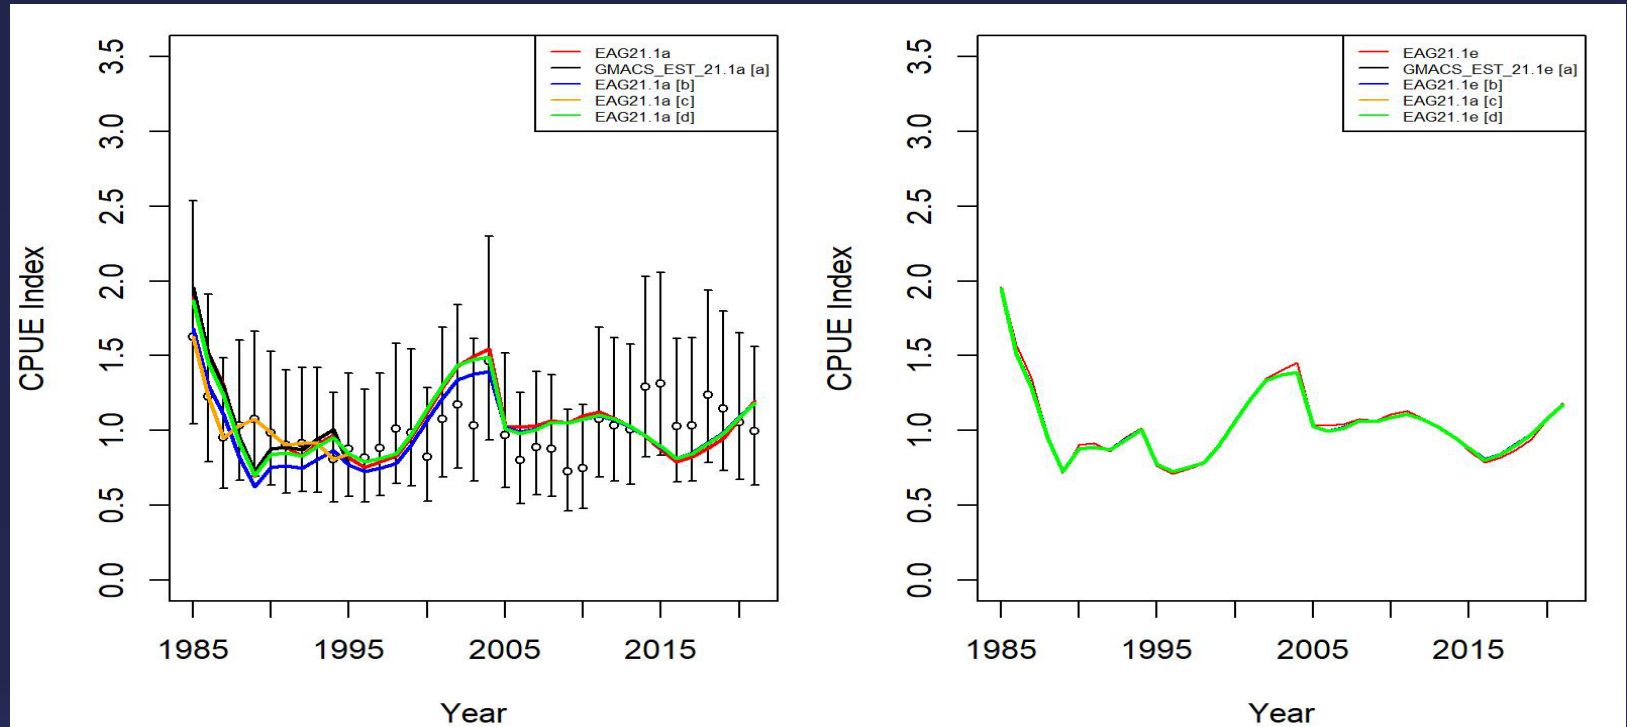 EAG21.1a
GMACS_EST_21.1a [a]
EAG21.1a [b]
EAG21.1a [c]
EAG21.1a [d]
CPUE Index
3.5
3.0
2.5
2.0
1.5
1.0
0.5
0.0
1985 1995 2005 2015
Year
EAG21.1e
GMACS_EST_21.1e [a]
EAG21.1e [b]
EAG21.1a [c]
EAG21.1e [d]
CPUE Index
3.5
3.0
2.5
2.0
1.5
1.0
0.5
0.0
1985 1995 2005 2015
Year